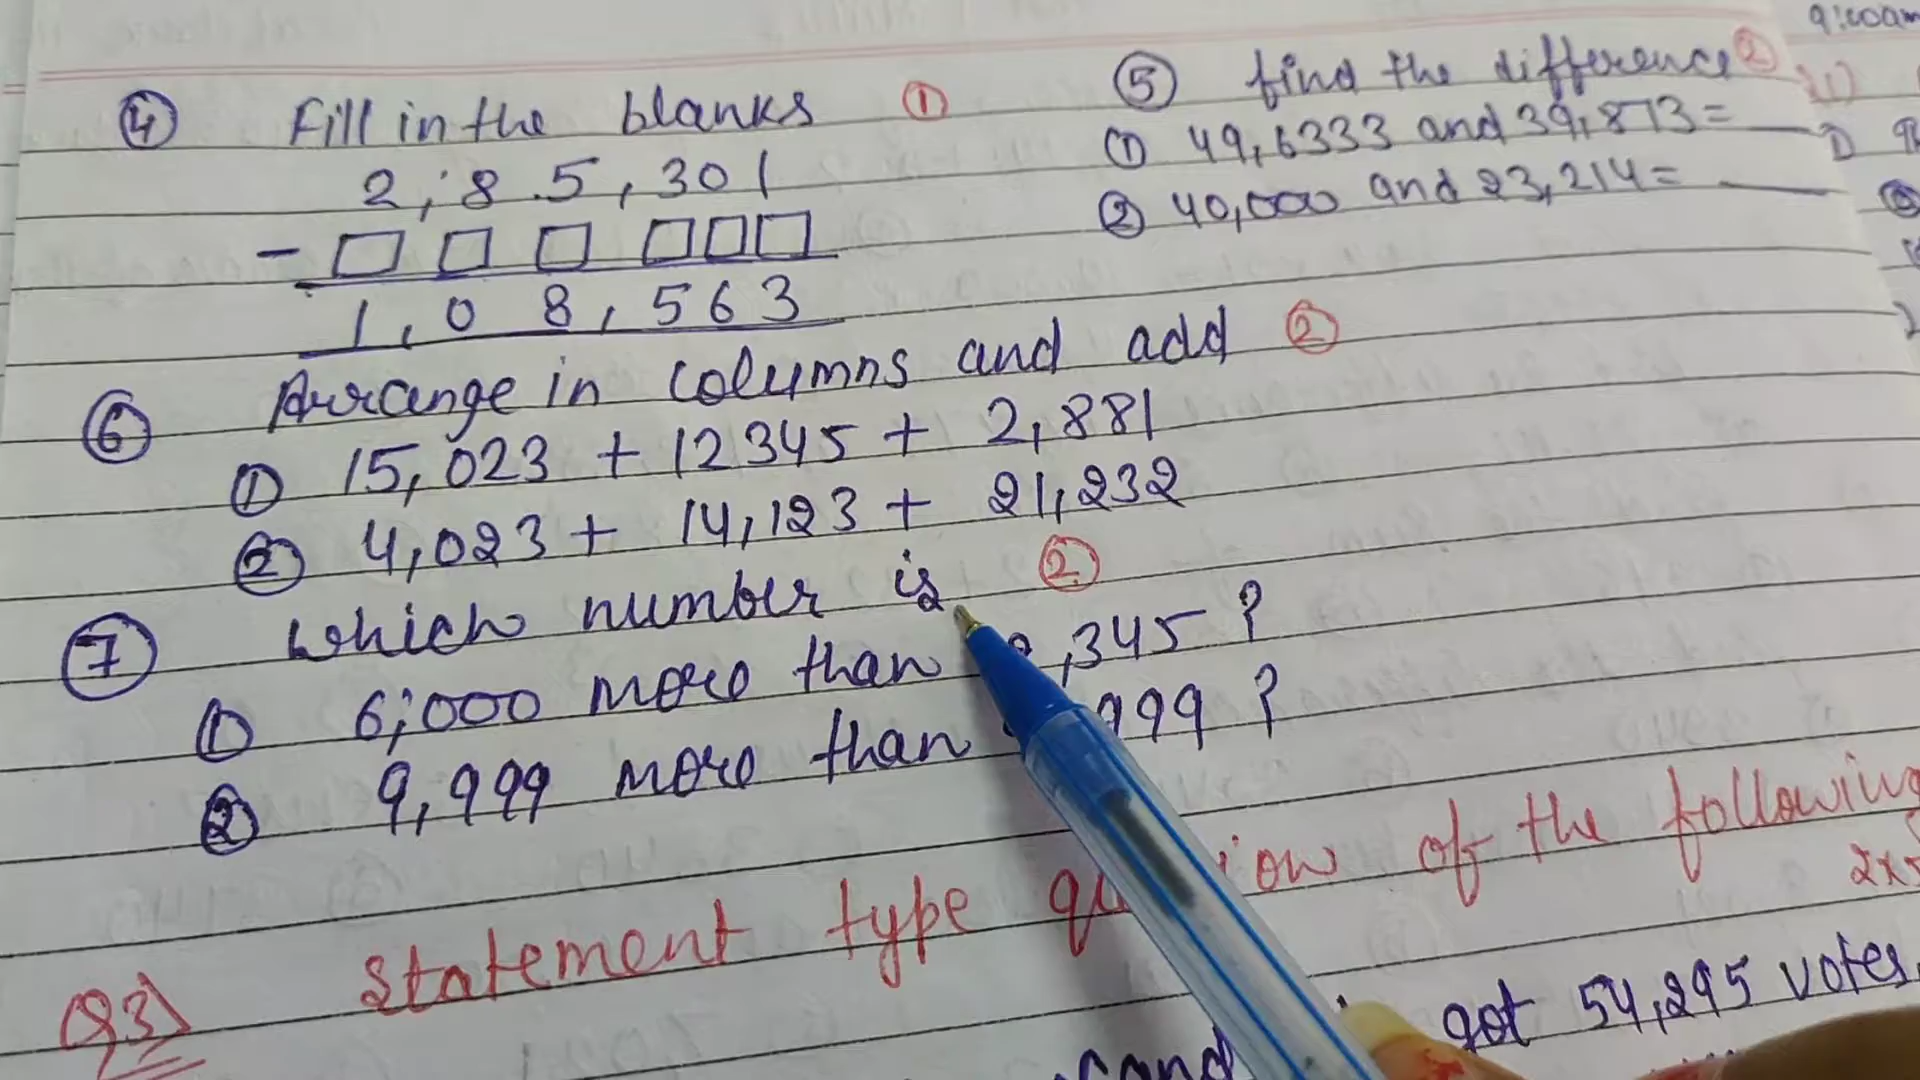 9:00am
④ Fill in the blanks ①
2,85,301
- □ □ □ □□□
1,08,563
⑤ find the difference ②
① 49,6333 and 39,873 = ___
② 40,000 and 23,214 = ___
⑥ Arrange in columns and add ②
① 15,023 + 12345 + 2,881
② 4,023 + 14,123 + 21,232
⑦ Which number is ②
① 6,000 more than ,345 ?
② 9,999 more than 999 ?
Q3) Statement type of the following
got 54,295 votes.